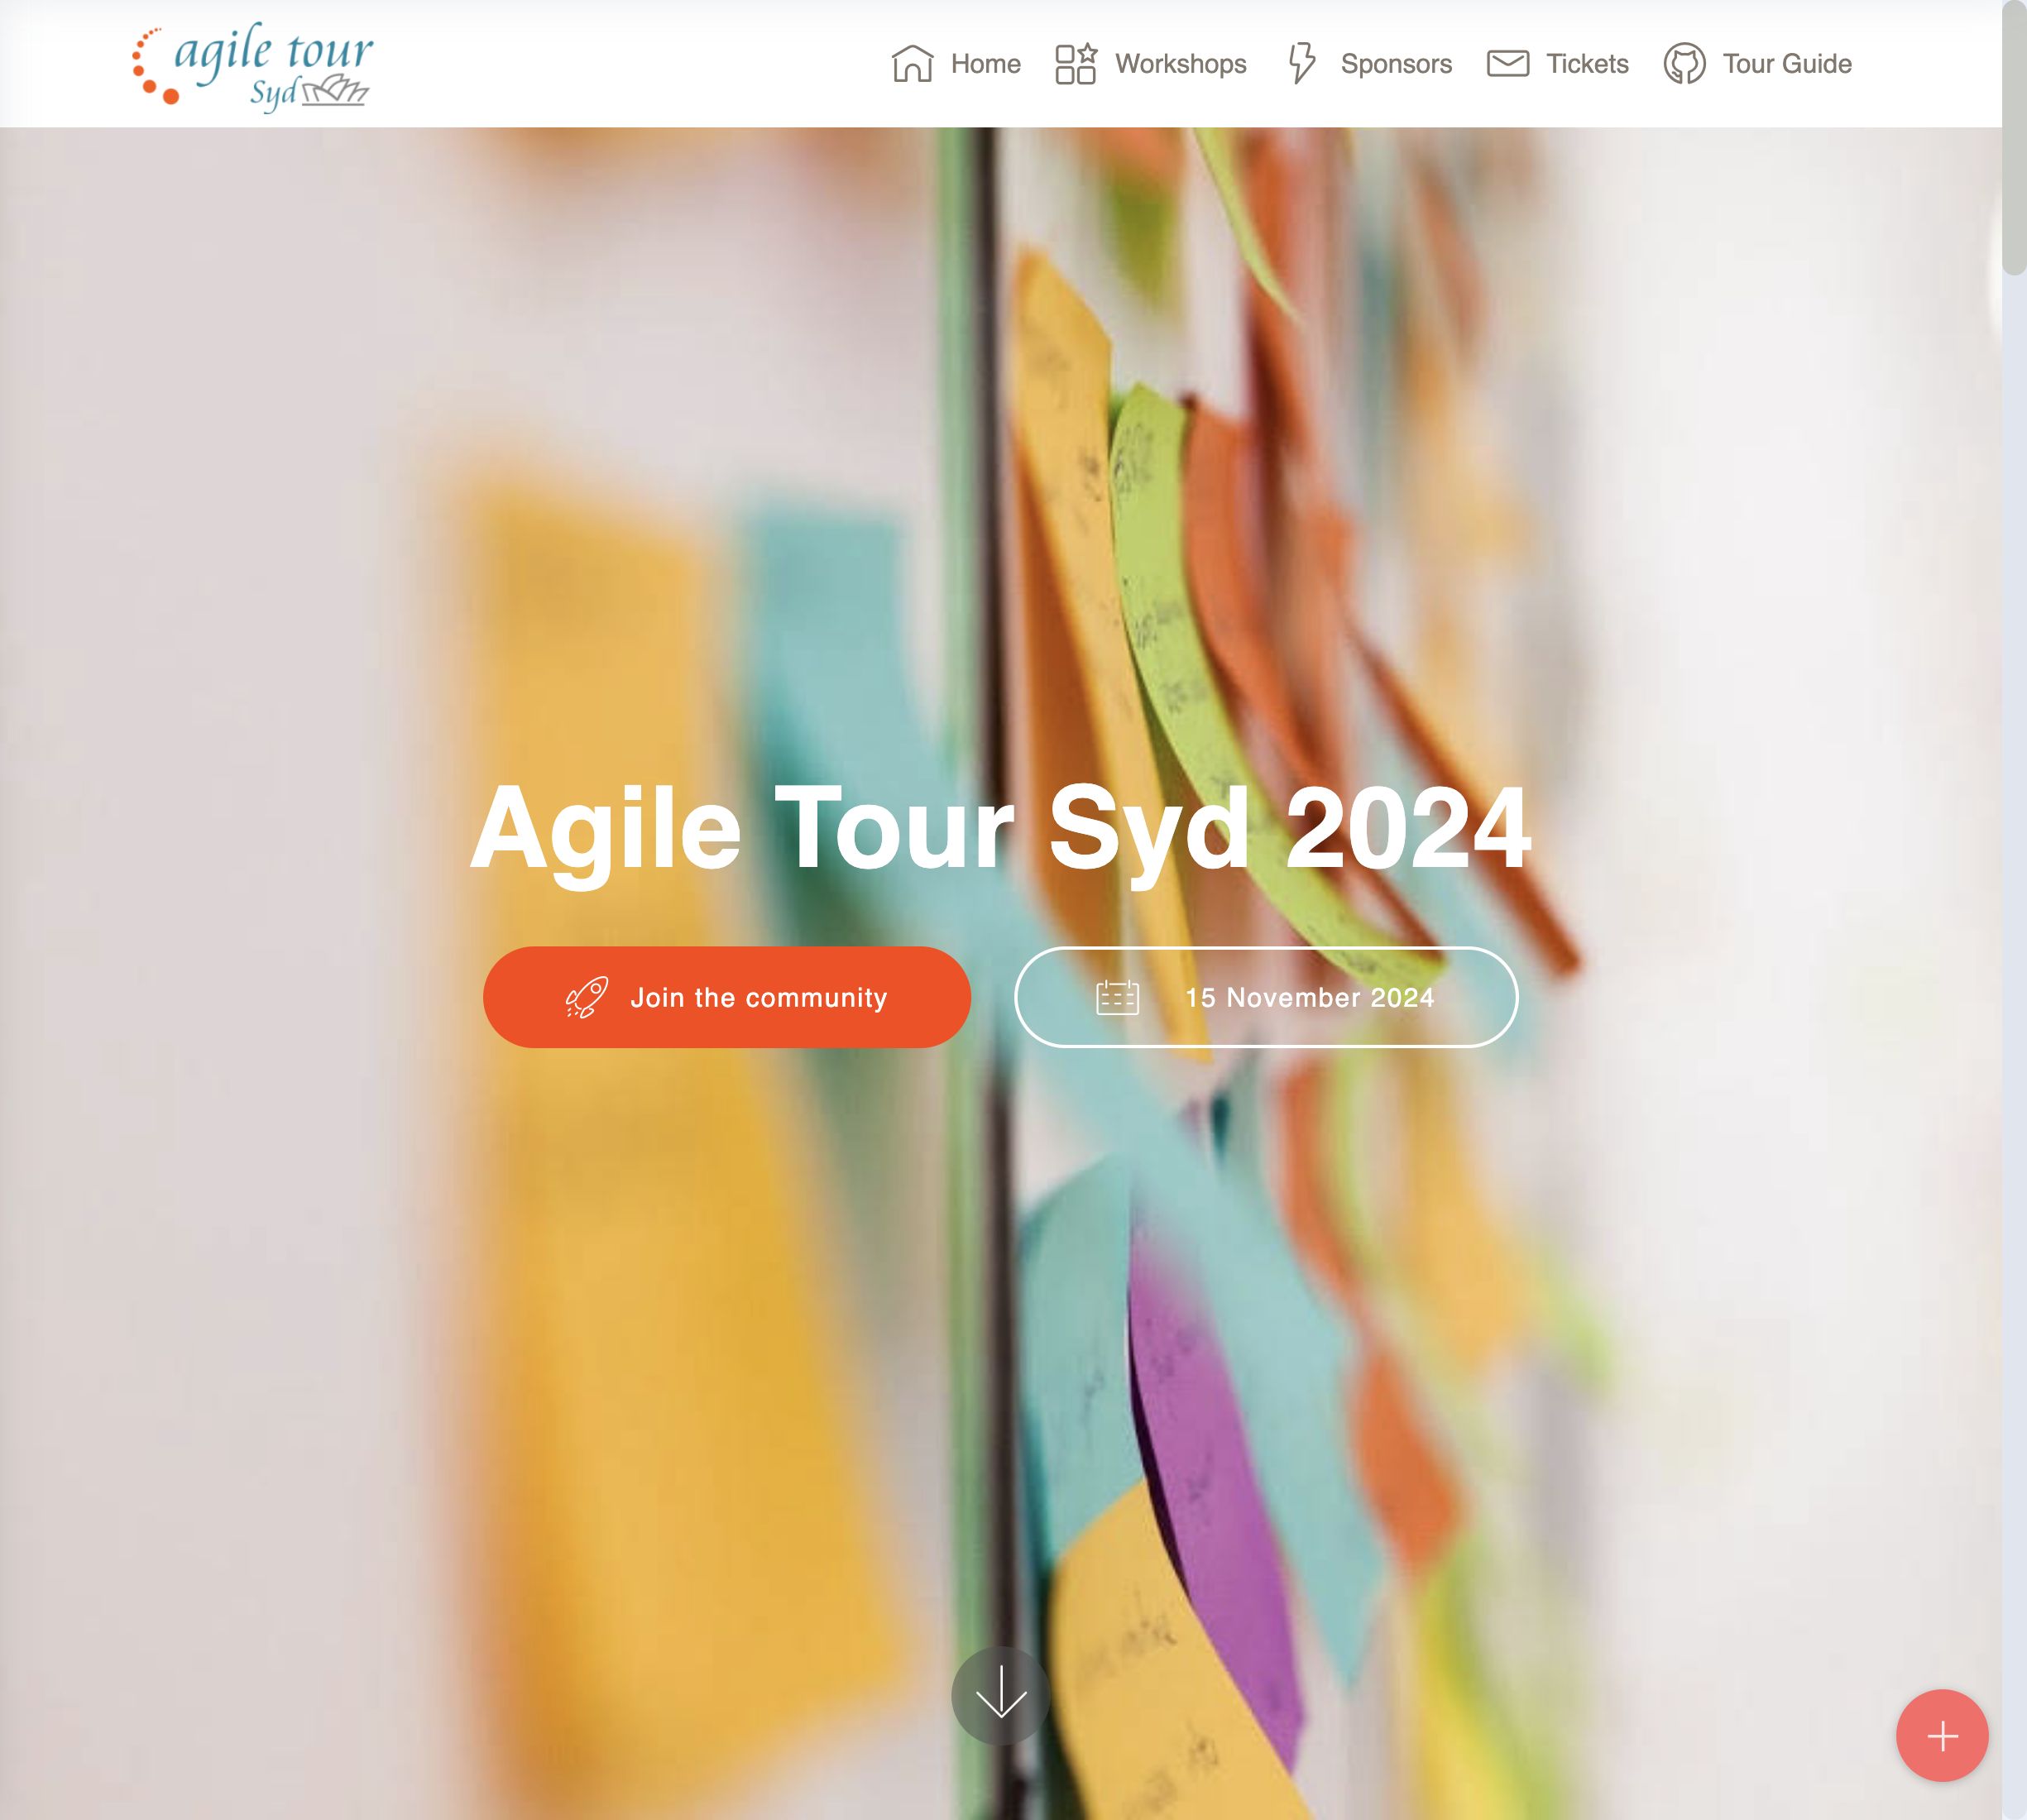 agile tour
Syd
Home Workshops Sponsors Tickets Tour Guide
Agile Tour Syd 2024
Join the community
15 November 2024